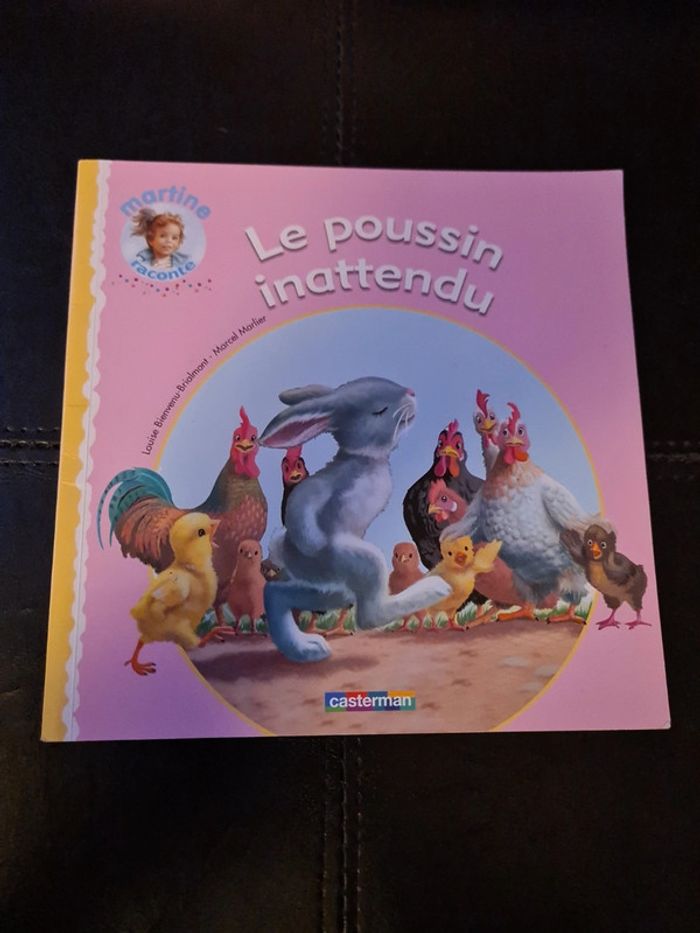 martine
raconte
Le poussin
inattendu
Louise Bienvenu-Brialmont - Marcel Marlier
casterman